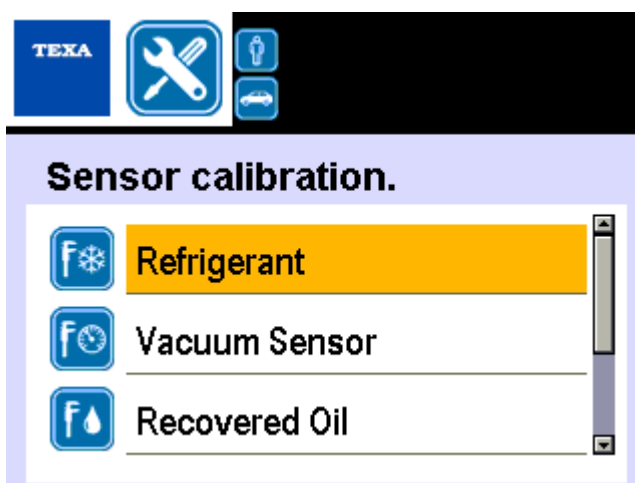 TEXA
Sensor calibration.
Refrigerant
Vacuum Sensor
Recovered Oil